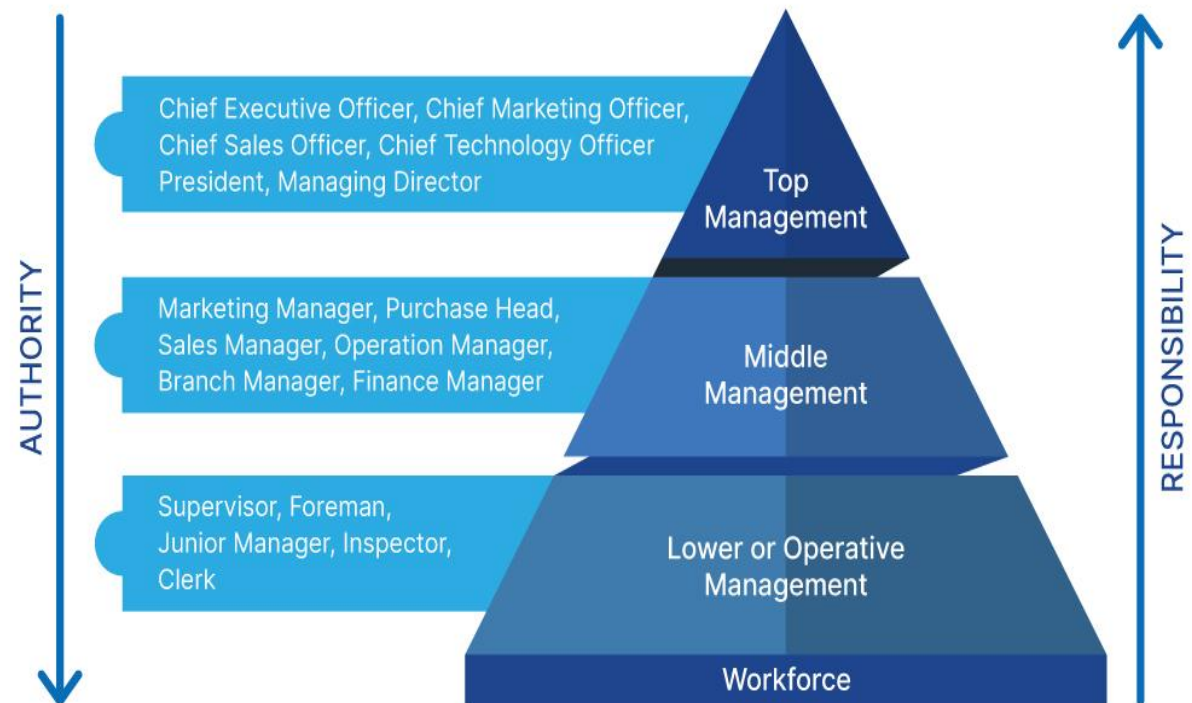 AUTHORITY
Chief Executive Officer, Chief Marketing Officer,
Chief Sales Officer, Chief Technology Officer
President, Managing Director
Top
Management
Marketing Manager, Purchase Head,
Sales Manager, Operation Manager,
Branch Manager, Finance Manager
Middle
Management
Supervisor, Foreman,
Junior Manager, Inspector,
Clerk
Lower or Operative
Management
Workforce
RESPONSIBILITY